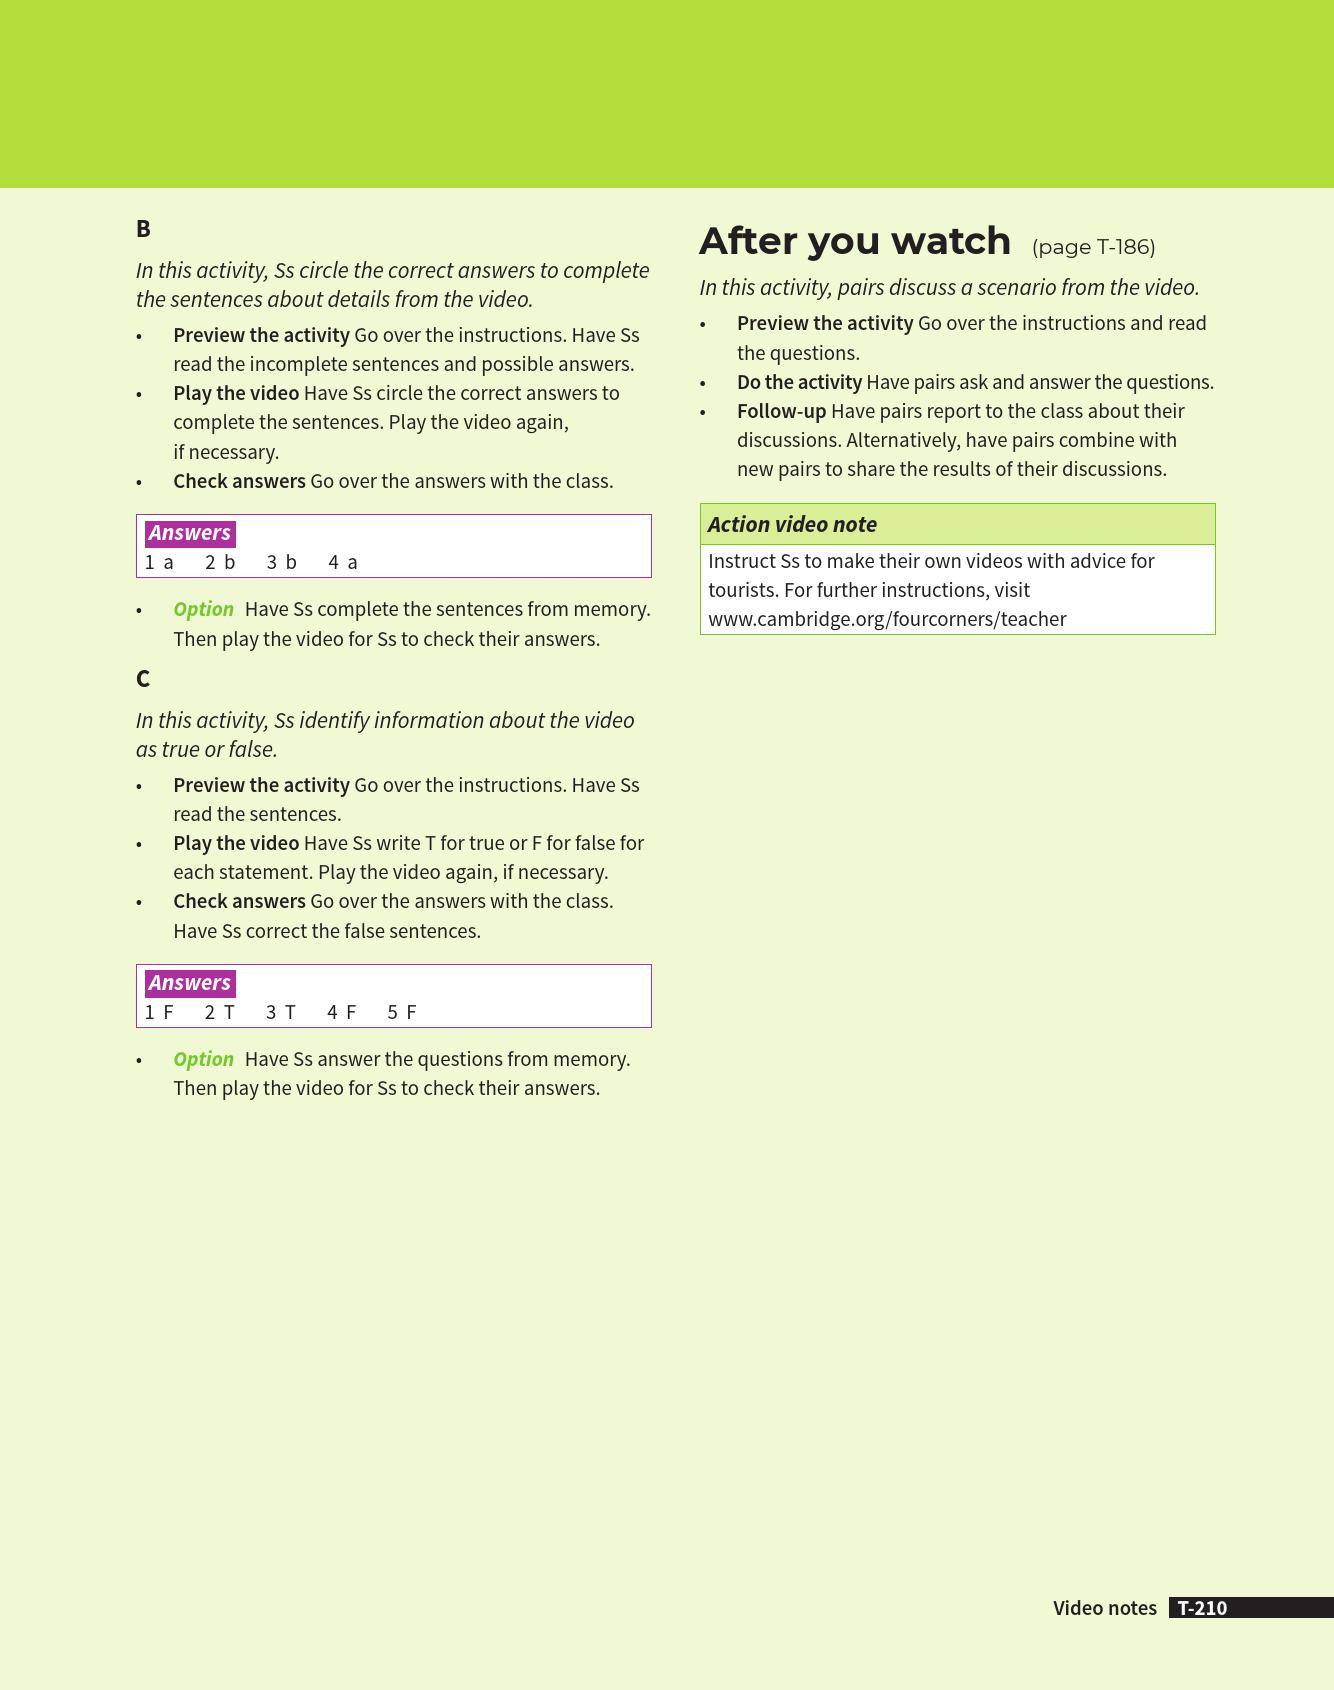 B
In this activity, Ss circle the correct answers to complete
the sentences about details from the video.
• Preview the activity Go over the instructions. Have Ss
read the incomplete sentences and possible answers.
• Play the video Have Ss circle the correct answers to
complete the sentences. Play the video again,
if necessary.
• Check answers Go over the answers with the class.
Answers
1 a 2 b 3 b 4 a
• Option Have Ss complete the sentences from memory.
Then play the video for Ss to check their answers.
C
In this activity, Ss identify information about the video
as true or false.
• Preview the activity Go over the instructions. Have Ss
read the sentences.
• Play the video Have Ss write T for true or F for false for
each statement. Play the video again, if necessary.
• Check answers Go over the answers with the class.
Have Ss correct the false sentences.
Answers
1 F 2 T 3 T 4 F 5 F
• Option Have Ss answer the questions from memory.
Then play the video for Ss to check their answers.
After you watch (page T-186)
In this activity, pairs discuss a scenario from the video.
• Preview the activity Go over the instructions and read
the questions.
• Do the activity Have pairs ask and answer the questions.
• Follow-up Have pairs report to the class about their
discussions. Alternatively, have pairs combine with
new pairs to share the results of their discussions.
Action video note
Instruct Ss to make their own videos with advice for
tourists. For further instructions, visit
www.cambridge.org/fourcorners/teacher
Video notes T-210